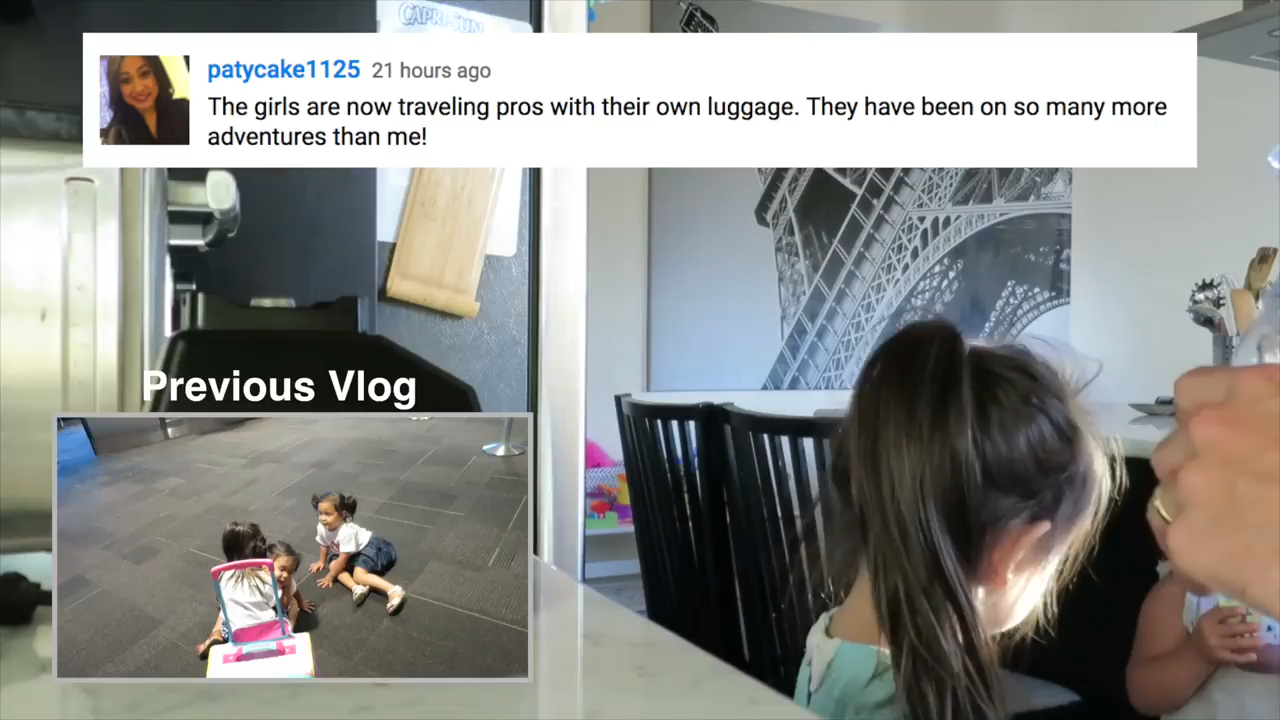 CAPRI SUN
patycake1125 21 hours ago
The girls are now traveling pros with their own luggage. They have been on so many more
adventures than me!
Previous Vlog